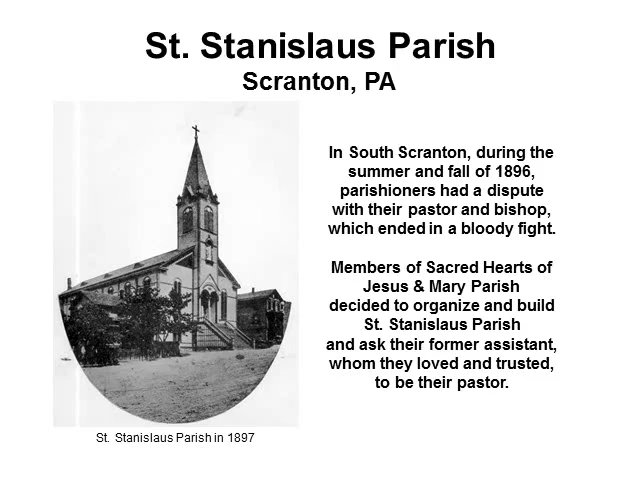 St. Stanislaus Parish
Scranton, PA
In South Scranton, during the
summer and fall of 1896,
parishioners had a dispute
with their pastor and bishop,
which ended in a bloody fight.
Members of Sacred Hearts of
Jesus & Mary Parish
decided to organize and build
St. Stanislaus Parish
and ask their former assistant,
whom they loved and trusted,
to be their pastor.
St. Stanislaus Parish in 1897